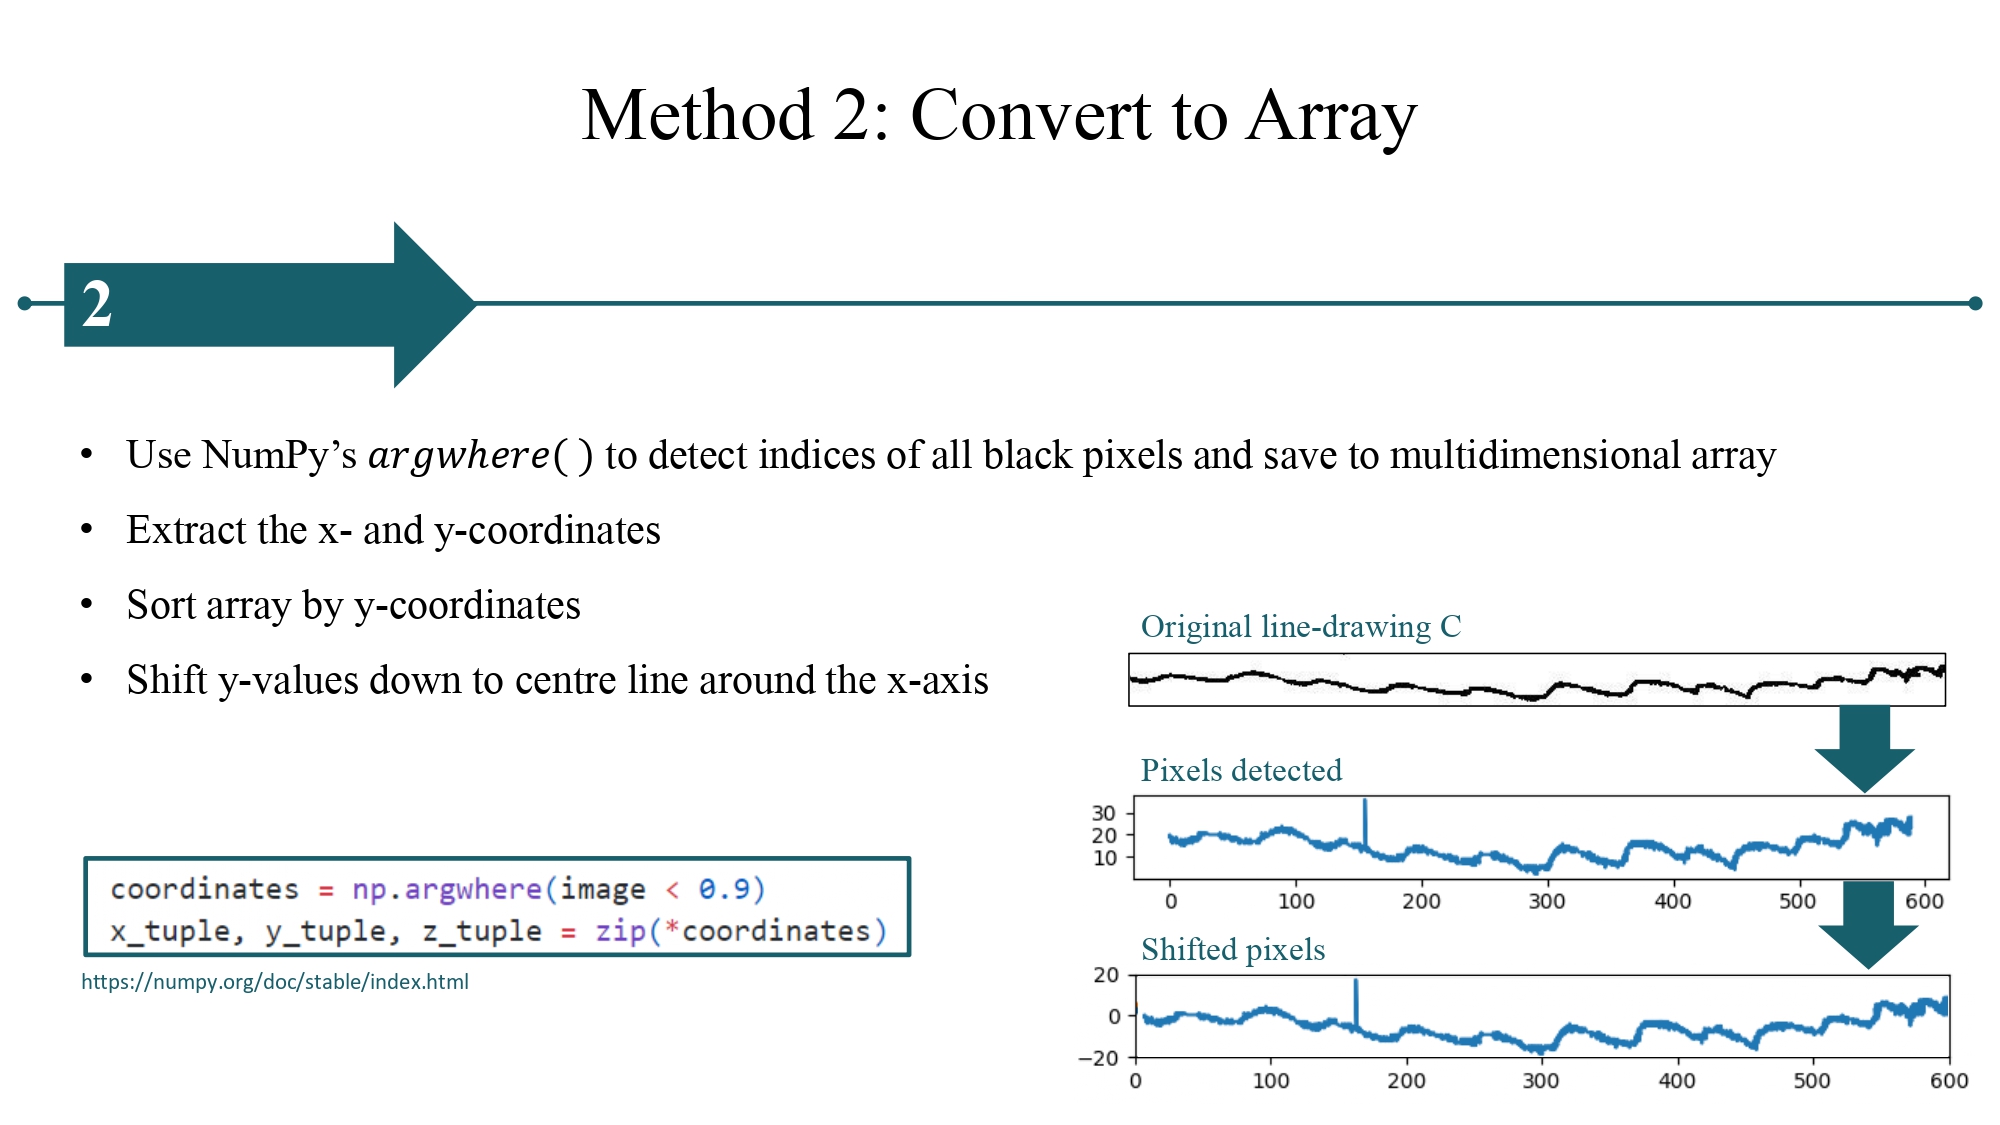 Method 2: Convert to Array
2
• Use NumPy’s argwhere( ) to detect indices of all black pixels and save to multidimensional array
• Extract the x- and y-coordinates
• Sort array by y-coordinates
• Shift y-values down to centre line around the x-axis
coordinates = np.argwhere(image < 0.9)
x_tuple, y_tuple, z_tuple = zip(*coordinates)
https://numpy.org/doc/stable/index.html
Original line-drawing C
Pixels detected
30
20
10
0 100 200 300 400 500 600
Shifted pixels
20
0
−20
0 100 200 300 400 500 600